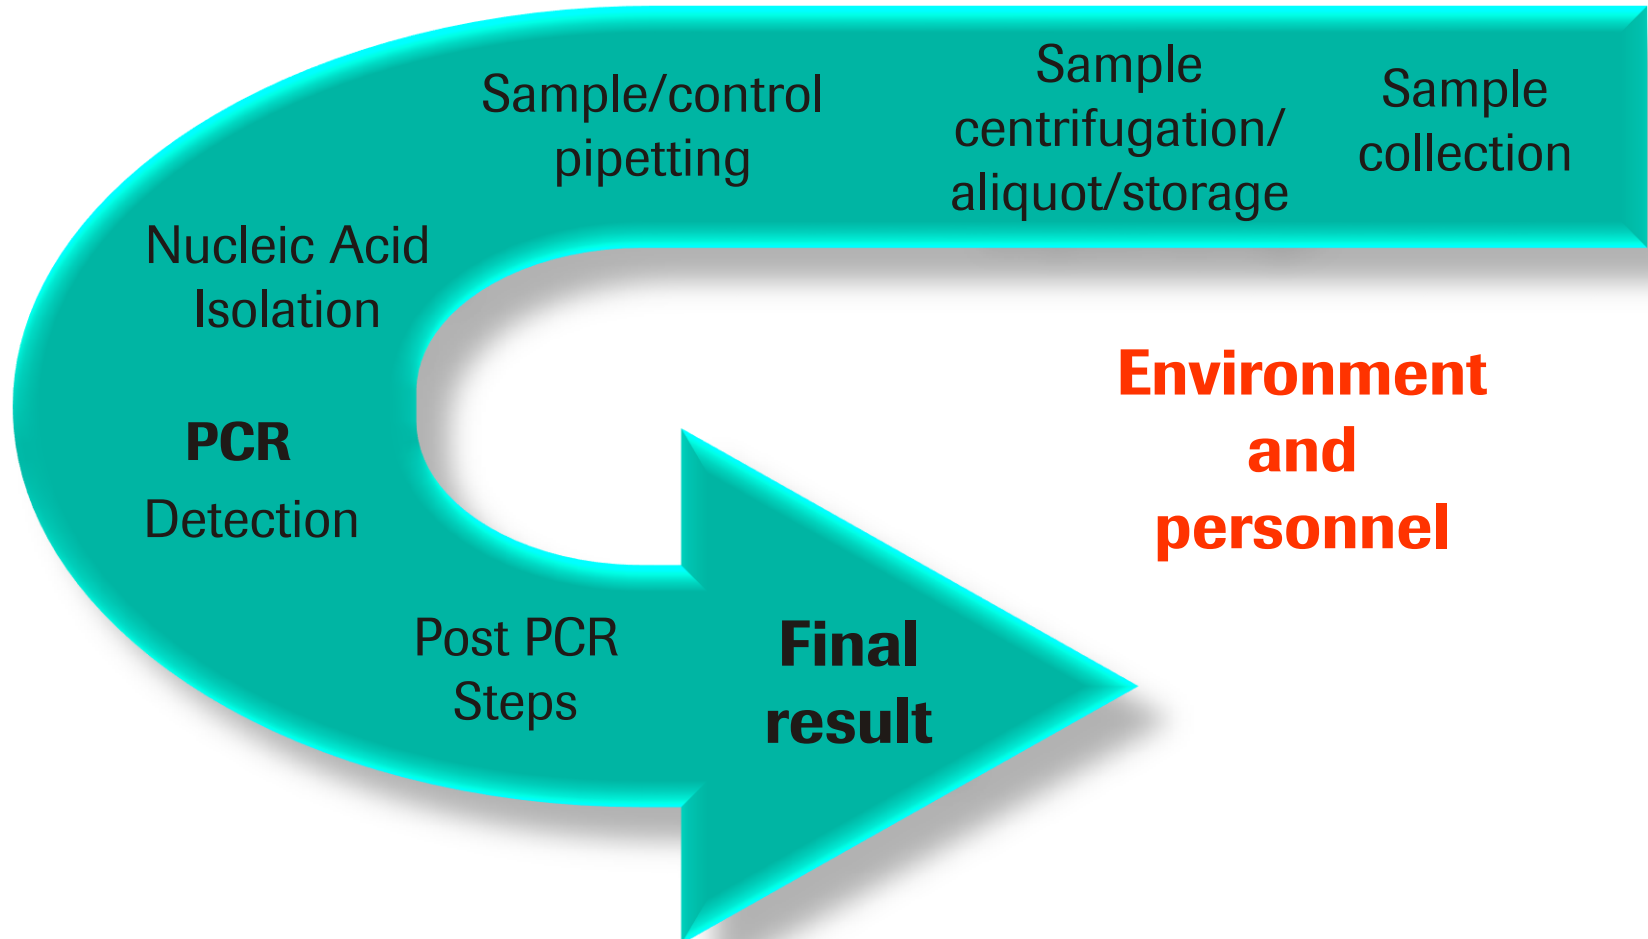 Sample
collection
Sample
centrifugation/
aliquot/storage
Sample/control
pipetting
Nucleic Acid
Isolation
PCR
Detection
Post PCR
Steps
Final
result
Environment
and
personnel